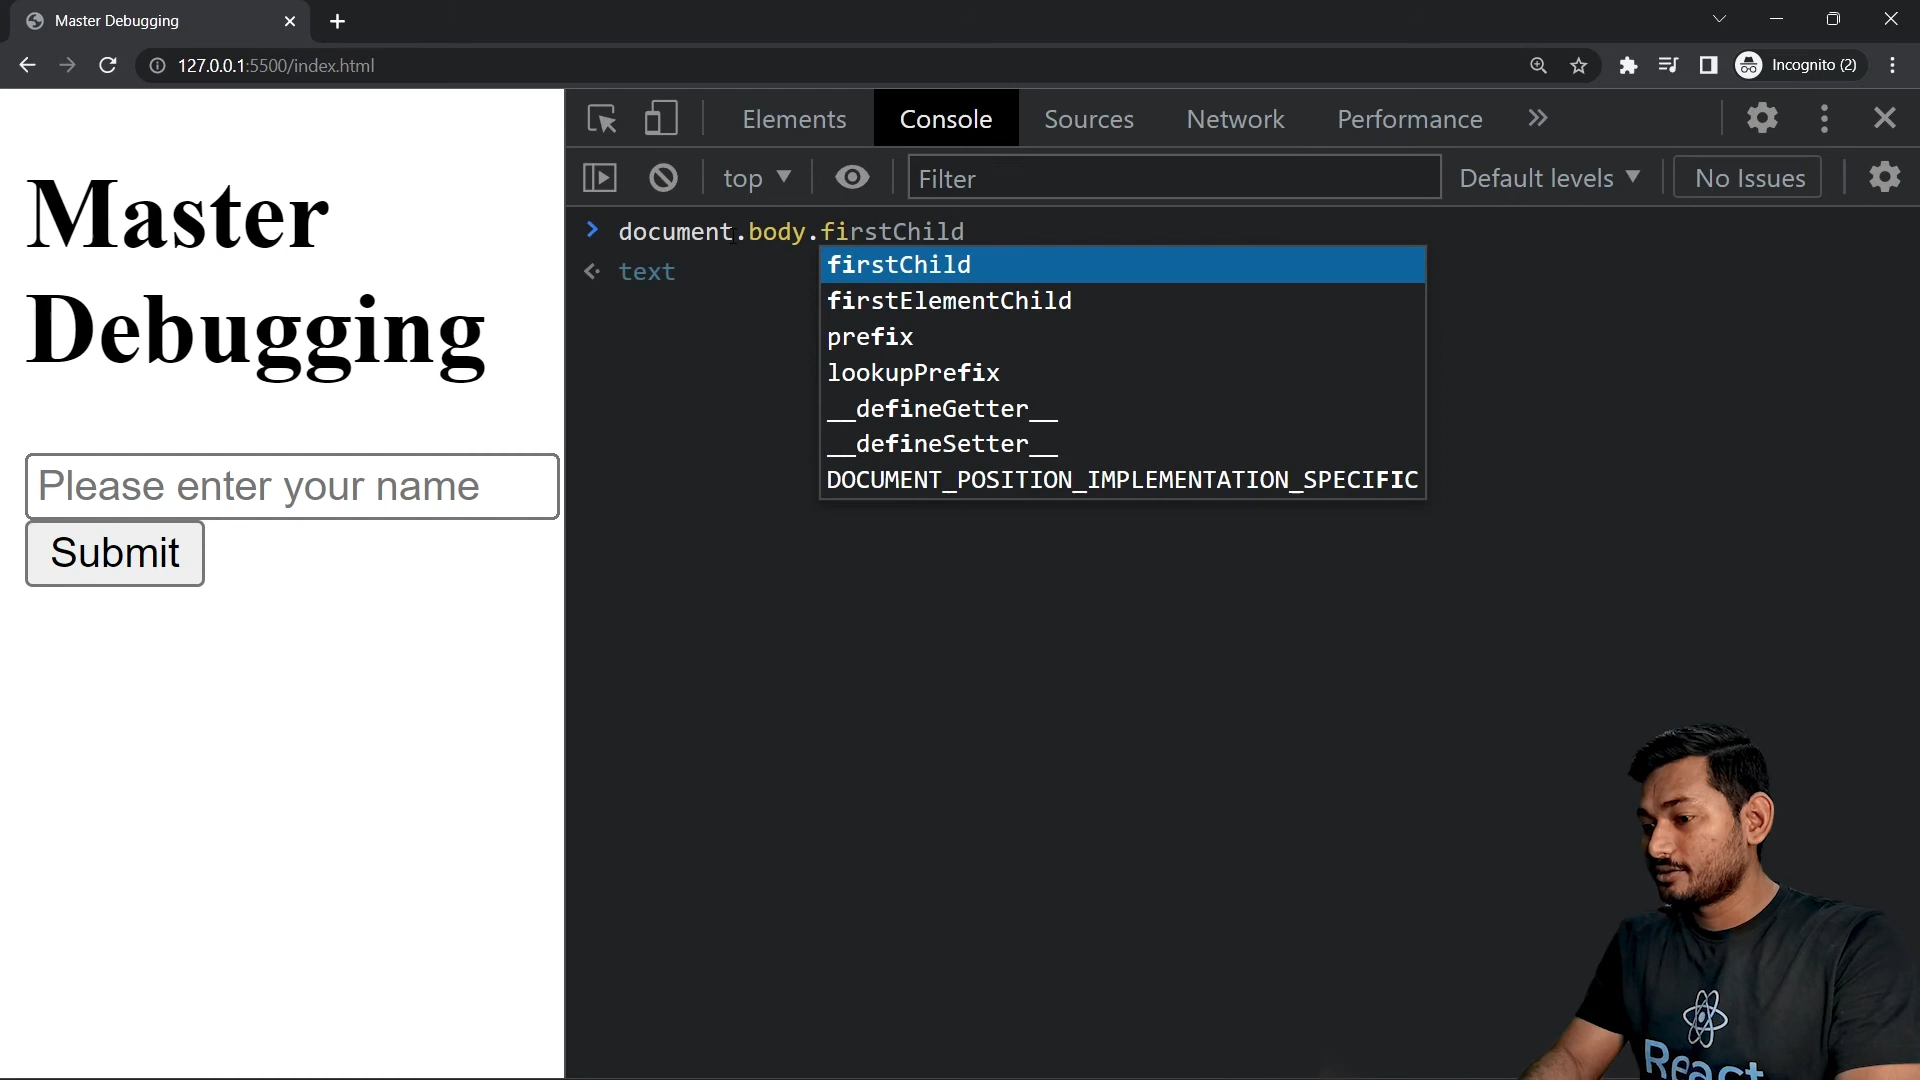 Master Debugging
127.0.0.1:5500/index.html
Incognito (2)
Master
Debugging
Please enter your name
Submit
Elements Console Sources Network Performance
top Filter Default levels No Issues
document.body.firstChild
text
firstChild
firstElementChild
prefix
lookupPrefix
__defineGetter__
__defineSetter__
DOCUMENT_POSITION_IMPLEMENTATION_SPECIFIC
React